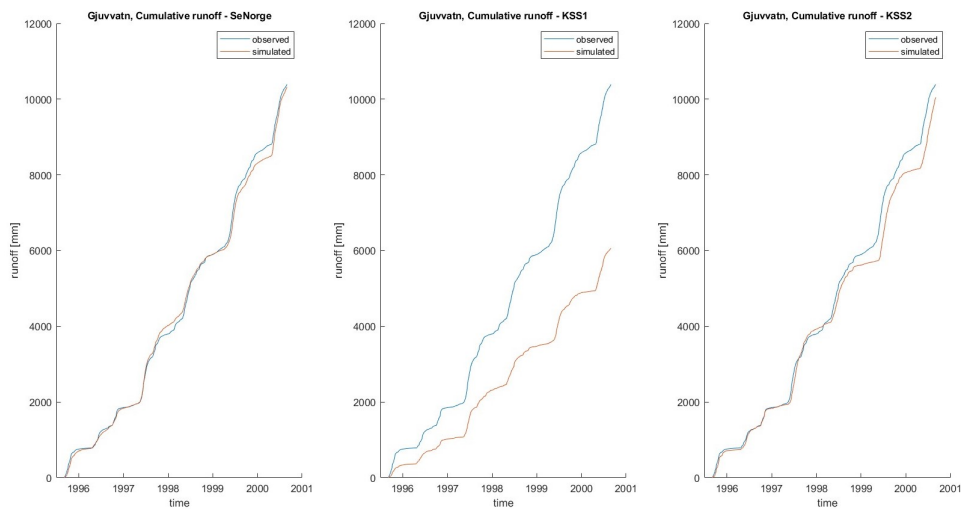 Gjuvvatn, Cumulative runoff - SeNorge
12000
10000
8000
6000
4000
2000
0
runoff [mm]
observed
simulated
1996 1997 1998 1999 2000 2001
time
Gjuvvatn, Cumulative runoff - KSS1
12000
10000
8000
6000
4000
2000
0
runoff [mm]
observed
simulated
1996 1997 1998 1999 2000 2001
time
Gjuvvatn, Cumulative runoff - KSS2
12000
10000
8000
6000
4000
2000
0
runoff [mm]
observed
simulated
1996 1997 1998 1999 2000 2001
time